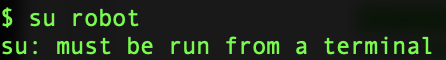 $ su robot
su: must be run from a terminal